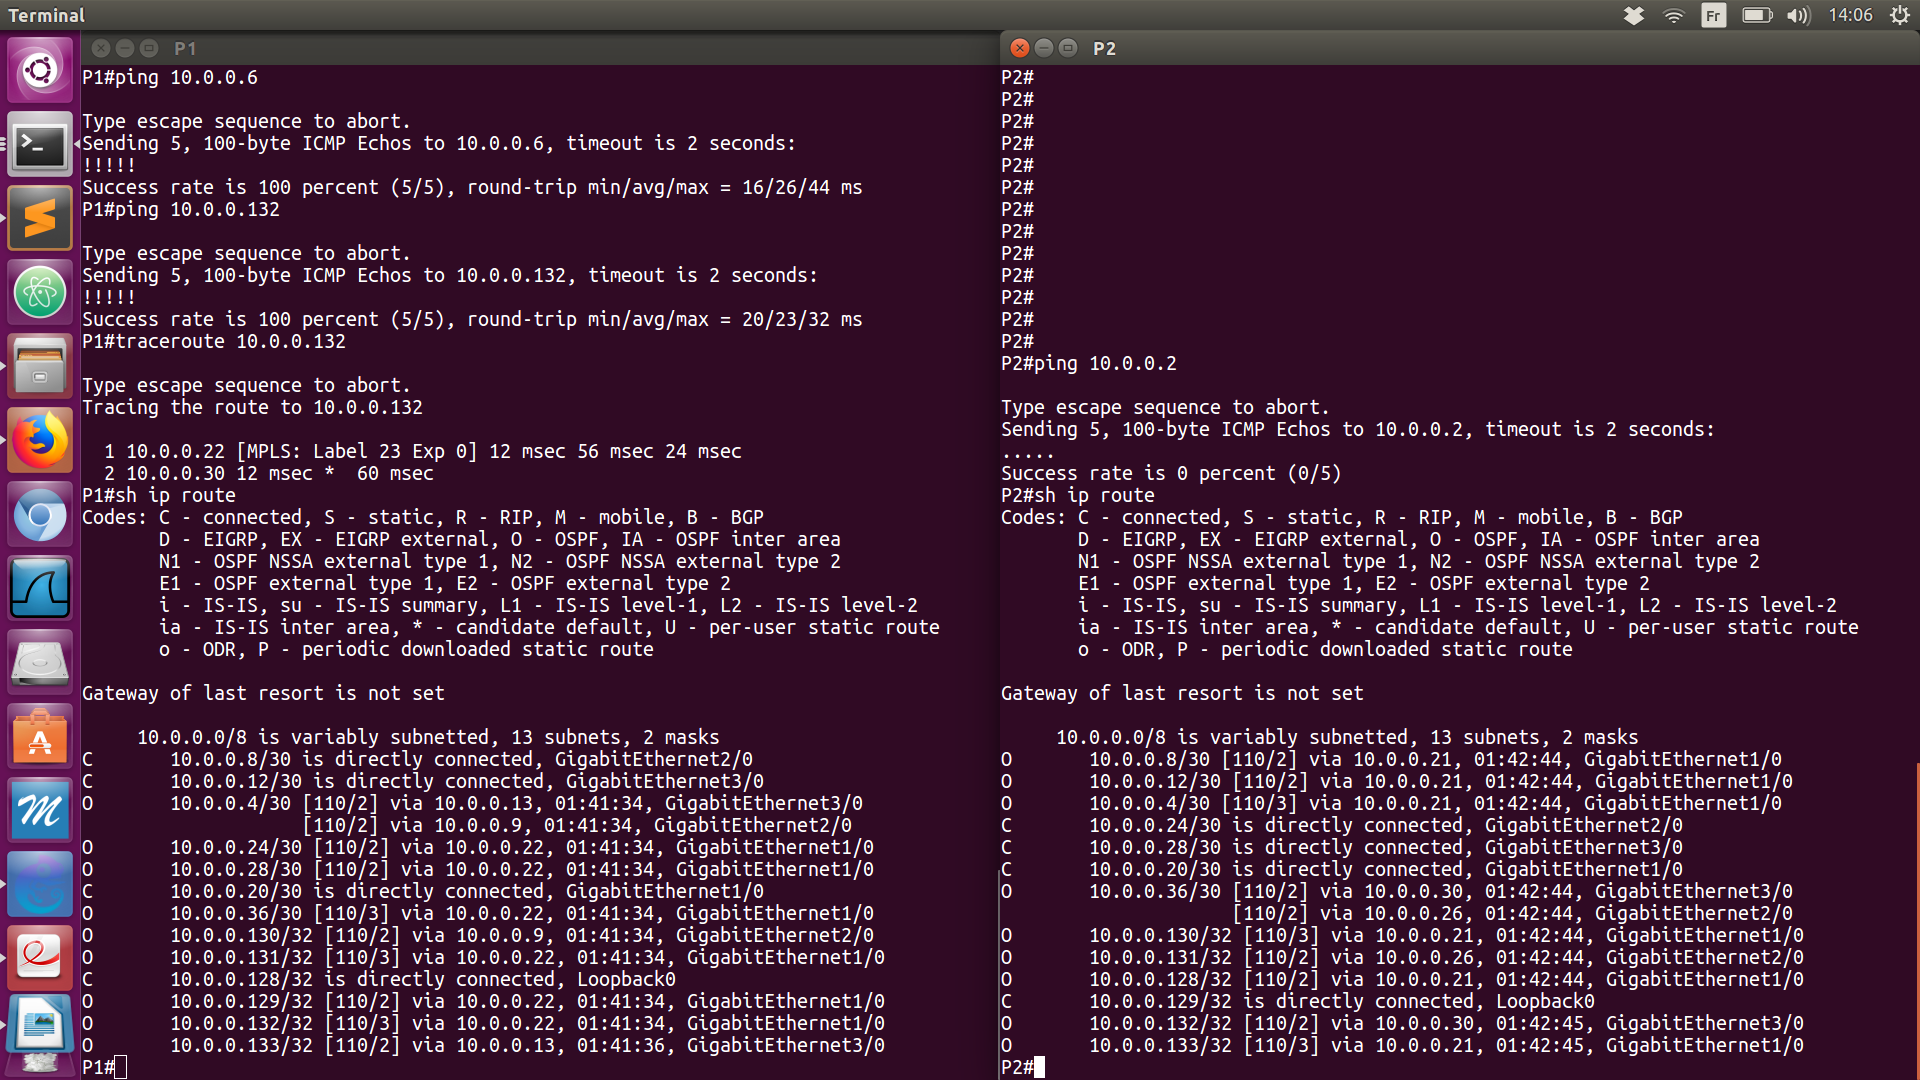 Terminal
Fr
14:06
P1
P1#ping 10.0.0.6
Type escape sequence to abort.
Sending 5, 100-byte ICMP Echos to 10.0.0.6, timeout is 2 seconds:
!!!!!
Success rate is 100 percent (5/5), round-trip min/avg/max = 16/26/44 ms
P1#ping 10.0.0.132
Type escape sequence to abort.
Sending 5, 100-byte ICMP Echos to 10.0.0.132, timeout is 2 seconds:
!!!!!
Success rate is 100 percent (5/5), round-trip min/avg/max = 20/23/32 ms
P1#traceroute 10.0.0.132
Type escape sequence to abort.
Tracing the route to 10.0.0.132
  1 10.0.0.22 [MPLS: Label 23 Exp 0] 12 msec 56 msec 24 msec
  2 10.0.0.30 12 msec *  60 msec
P1#sh ip route
Codes: C - connected, S - static, R - RIP, M - mobile, B - BGP
       D - EIGRP, EX - EIGRP external, O - OSPF, IA - OSPF inter area
       N1 - OSPF NSSA external type 1, N2 - OSPF NSSA external type 2
       E1 - OSPF external type 1, E2 - OSPF external type 2
       i - IS-IS, su - IS-IS summary, L1 - IS-IS level-1, L2 - IS-IS level-2
       ia - IS-IS inter area, * - candidate default, U - per-user static route
       o - ODR, P - periodic downloaded static route
Gateway of last resort is not set
     10.0.0.0/8 is variably subnetted, 13 subnets, 2 masks
C       10.0.0.8/30 is directly connected, GigabitEthernet2/0
C       10.0.0.12/30 is directly connected, GigabitEthernet3/0
O       10.0.0.4/30 [110/2] via 10.0.0.13, 01:41:34, GigabitEthernet3/0
                    [110/2] via 10.0.0.9, 01:41:34, GigabitEthernet2/0
O       10.0.0.24/30 [110/2] via 10.0.0.22, 01:41:34, GigabitEthernet1/0
O       10.0.0.28/30 [110/2] via 10.0.0.22, 01:41:34, GigabitEthernet1/0
C       10.0.0.20/30 is directly connected, GigabitEthernet1/0
O       10.0.0.36/30 [110/3] via 10.0.0.22, 01:41:34, GigabitEthernet1/0
O       10.0.0.130/32 [110/2] via 10.0.0.9, 01:41:34, GigabitEthernet2/0
O       10.0.0.131/32 [110/3] via 10.0.0.22, 01:41:34, GigabitEthernet1/0
C       10.0.0.128/32 is directly connected, Loopback0
O       10.0.0.129/32 [110/2] via 10.0.0.22, 01:41:34, GigabitEthernet1/0
O       10.0.0.132/32 [110/3] via 10.0.0.22, 01:41:34, GigabitEthernet1/0
O       10.0.0.133/32 [110/2] via 10.0.0.13, 01:41:36, GigabitEthernet3/0
P1#
P2
P2#
P2#
P2#
P2#
P2#
P2#
P2#
P2#
P2#
P2#
P2#
P2#
P2#
P2#ping 10.0.0.2
Type escape sequence to abort.
Sending 5, 100-byte ICMP Echos to 10.0.0.2, timeout is 2 seconds:
.....
Success rate is 0 percent (0/5)
P2#sh ip route
Codes: C - connected, S - static, R - RIP, M - mobile, B - BGP
       D - EIGRP, EX - EIGRP external, O - OSPF, IA - OSPF inter area
       N1 - OSPF NSSA external type 1, N2 - OSPF NSSA external type 2
       E1 - OSPF external type 1, E2 - OSPF external type 2
       i - IS-IS, su - IS-IS summary, L1 - IS-IS level-1, L2 - IS-IS level-2
       ia - IS-IS inter area, * - candidate default, U - per-user static route
       o - ODR, P - periodic downloaded static route
Gateway of last resort is not set
     10.0.0.0/8 is variably subnetted, 13 subnets, 2 masks
O       10.0.0.8/30 [110/2] via 10.0.0.21, 01:42:44, GigabitEthernet1/0
O       10.0.0.12/30 [110/2] via 10.0.0.21, 01:42:44, GigabitEthernet1/0
O       10.0.0.4/30 [110/3] via 10.0.0.21, 01:42:44, GigabitEthernet1/0
C       10.0.0.24/30 is directly connected, GigabitEthernet2/0
C       10.0.0.28/30 is directly connected, GigabitEthernet3/0
C       10.0.0.20/30 is directly connected, GigabitEthernet1/0
O       10.0.0.36/30 [110/2] via 10.0.0.30, 01:42:44, GigabitEthernet3/0
                     [110/2] via 10.0.0.26, 01:42:44, GigabitEthernet2/0
O       10.0.0.130/32 [110/3] via 10.0.0.21, 01:42:44, GigabitEthernet1/0
O       10.0.0.131/32 [110/2] via 10.0.0.26, 01:42:44, GigabitEthernet2/0
O       10.0.0.128/32 [110/2] via 10.0.0.21, 01:42:44, GigabitEthernet1/0
C       10.0.0.129/32 is directly connected, Loopback0
O       10.0.0.132/32 [110/2] via 10.0.0.30, 01:42:45, GigabitEthernet3/0
O       10.0.0.133/32 [110/3] via 10.0.0.21, 01:42:45, GigabitEthernet1/0
P2#